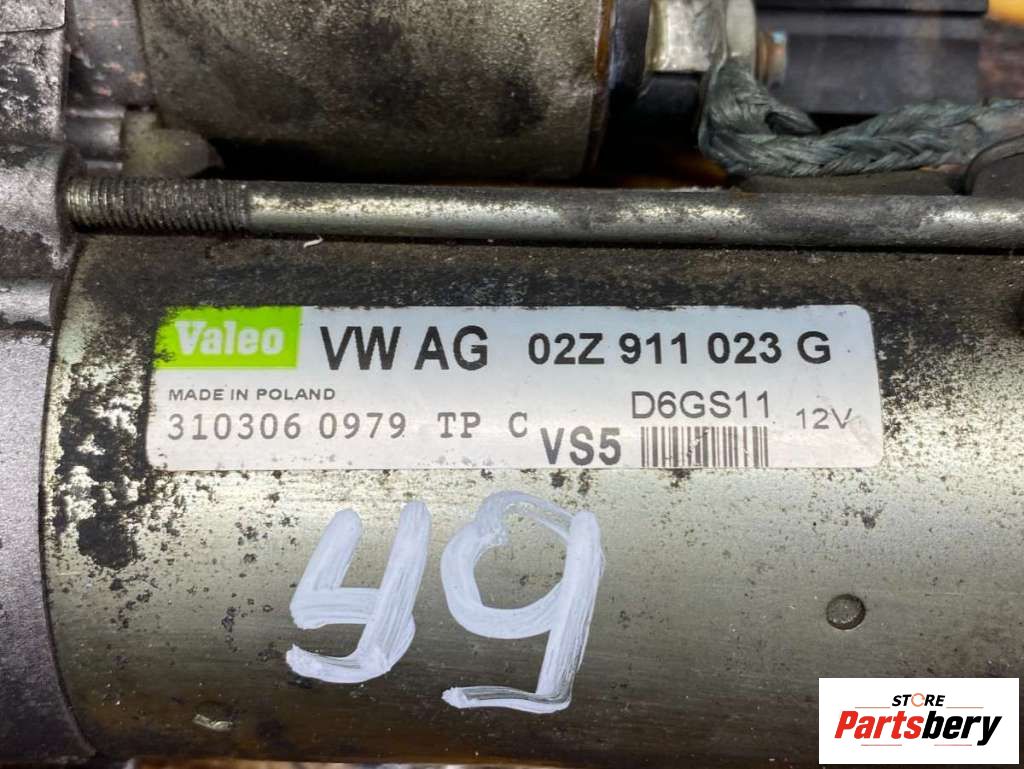 Valeo VW AG 02Z 911 023 G
MADE IN POLAND
310306 0979 TP C
D6GS11 12V
VS5
49
STORE
Partsbery